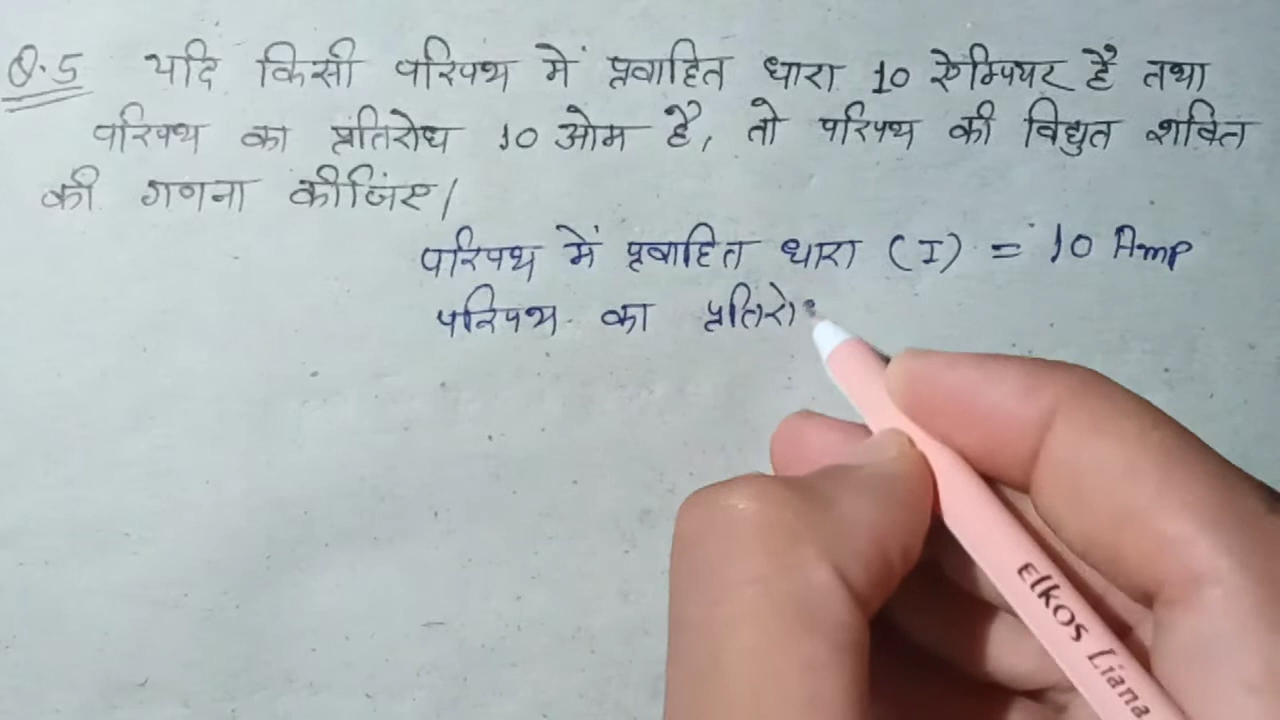 Q.5 यदि किसी परिपथ में प्रवाहित धारा 10 ऐम्पियर है तथा
परिपथ का प्रतिरोध 10 ओम है, तो परिपथ की विद्युत शक्ति
की गणना कीजिए।
परिपथ में प्रवाहित धारा (I) = 10 Amp
परिपथ का प्रतिरो
elkos Liana